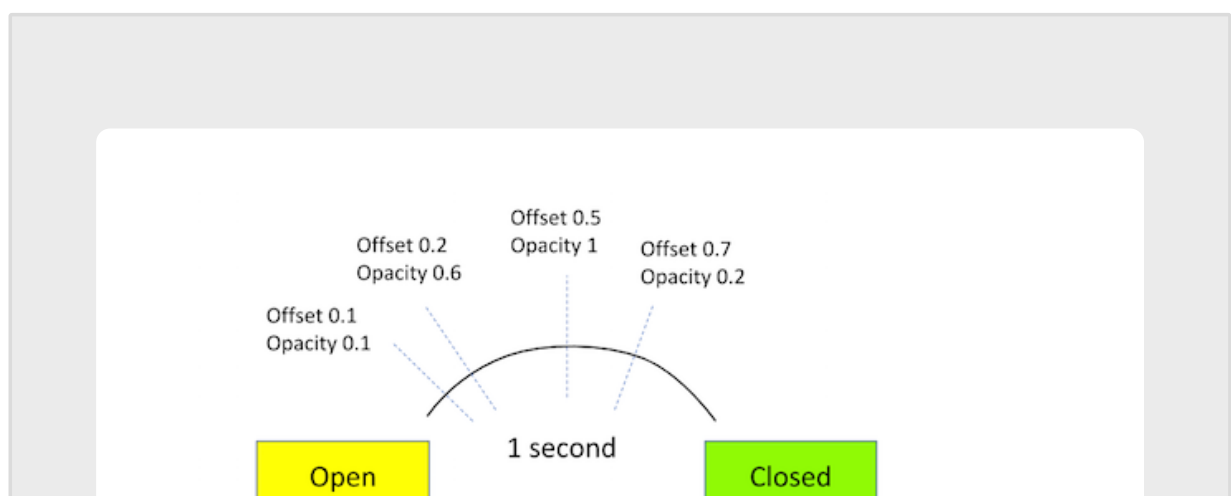 Offset 0.5
Opacity 1
Offset 0.2
Opacity 0.6
Offset 0.7
Opacity 0.2
Offset 0.1
Opacity 0.1
1 second
Open
Closed